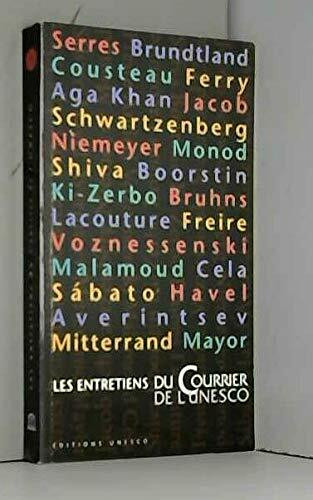 Serres Brundtland
Cousteau Ferry
Aga Khan Jacob
Schwartzenberg
Niemeyer Monod
Shiva Boorstin
Ki-Zerbo Bruhns
Lacouture Freire
Voznessenski
Malamoud Cela
Sábato Havel
Averintsev
Mitterrand Mayor
LES ENTRETIENS DU COURRIER
DE L'UNESCO
ÉDITIONS UNESCO